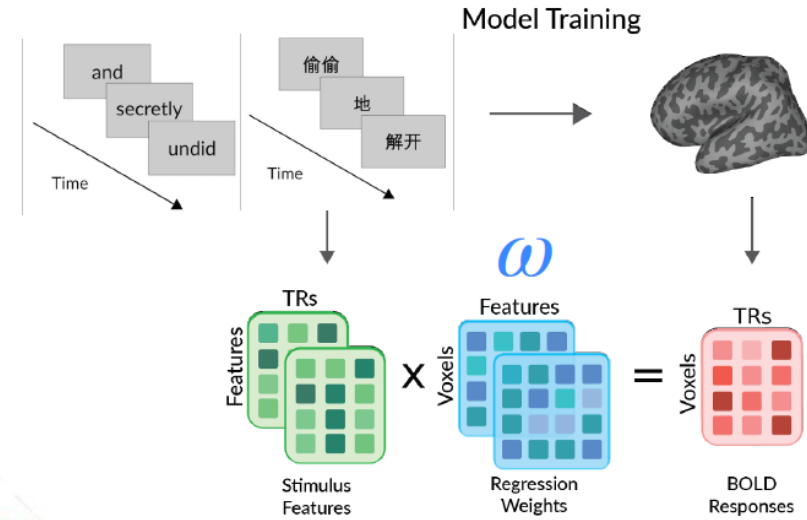 Model Training
and
secretly
undid
Time
偷偷
地
解开
Time
ω
TRs
Features
Features
Voxels
TRs
Voxels
x
=
Stimulus
Features
Regression
Weights
BOLD
Responses